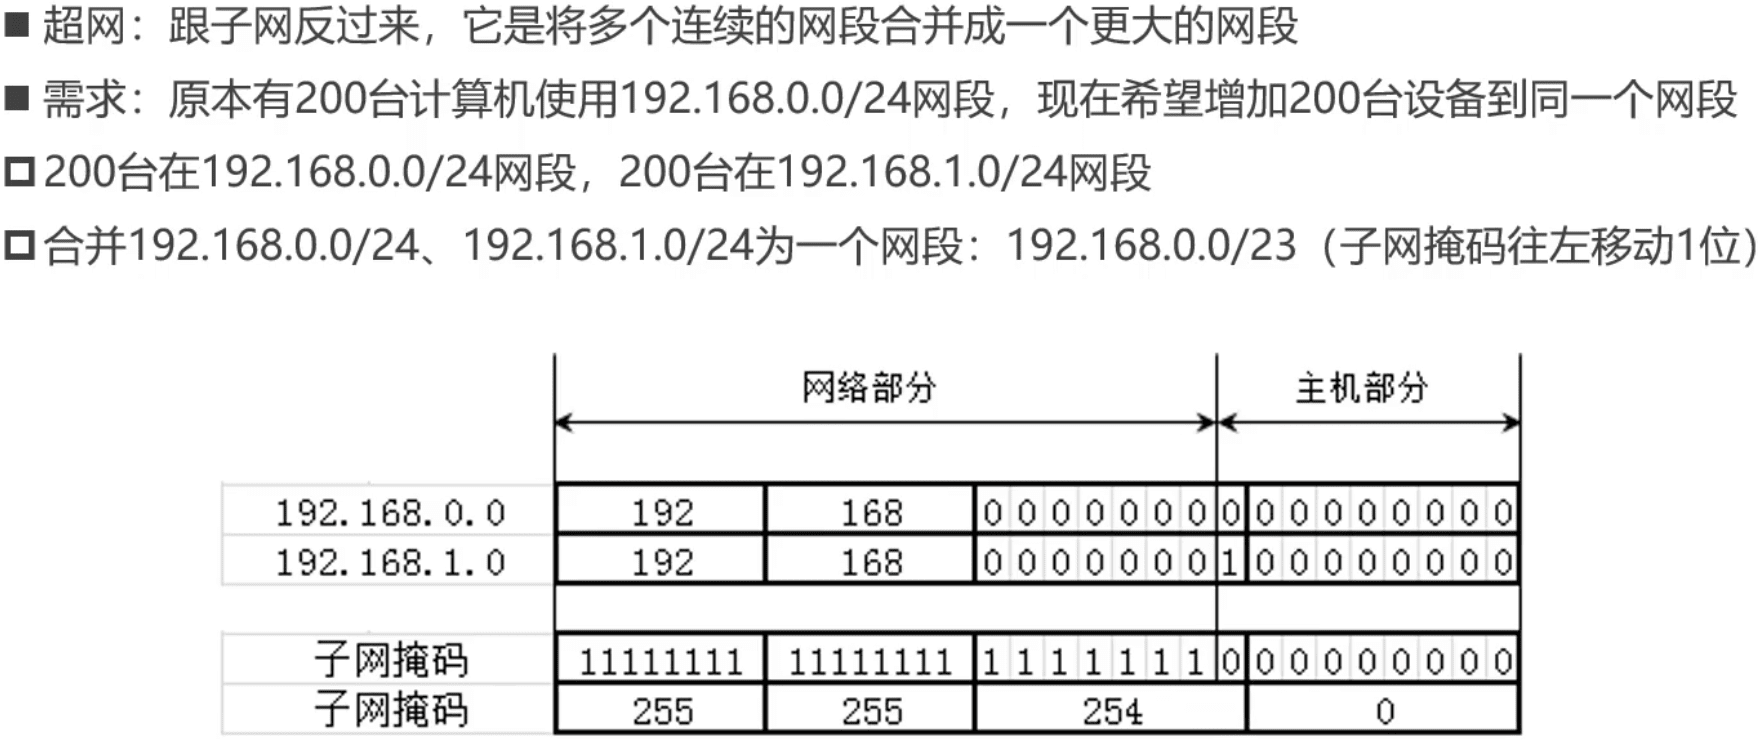 ■ 超网：跟子网反过来，它是将多个连续的网段合并成一个更大的网段
■ 需求：原本有200台计算机使用192.168.0.0/24网段，现在希望增加200台设备到同一个网段
□ 200台在192.168.0.0/24网段，200台在192.168.1.0/24网段
□ 合并192.168.0.0/24、192.168.1.0/24为一个网段：192.168.0.0/23（子网掩码往左移动1位）
网络部分 主机部分
192.168.0.0 192 168 0 0 0 0 0 0 0 0 0 0 0 0 0 0 0 0
192.168.1.0 192 168 0 0 0 0 0 0 0 1 0 0 0 0 0 0 0 0
子网掩码 11111111 11111111 1 1 1 1 1 1 1 0 0 0 0 0 0 0 0 0
子网掩码 255 255 254 0